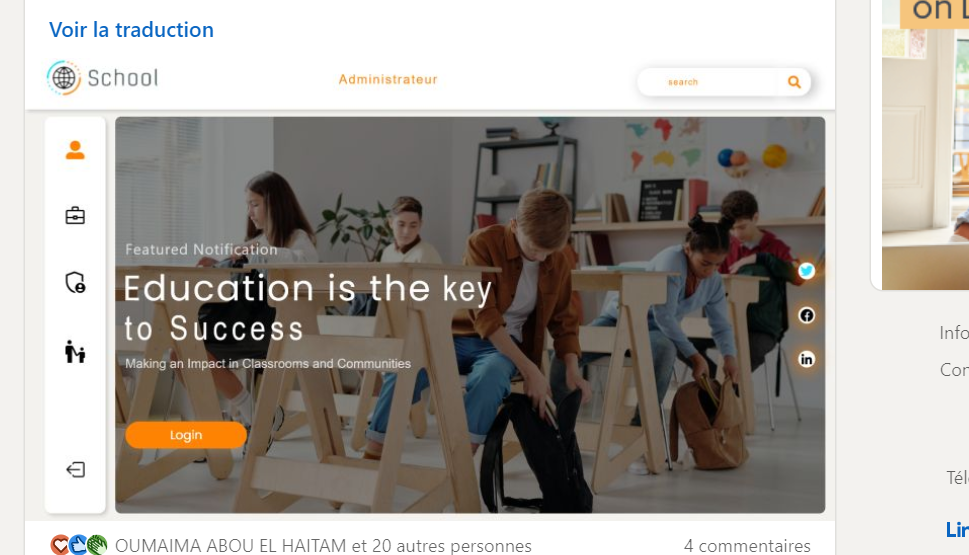 Voir la traduction
School
Administrateur
search
Featured Notification
Education is the key
to Success
Making an Impact in Classrooms and Communities
Login
OUMAIMA ABOU EL HAITAM et 20 autres personnes
4 commentaires
on
Info
Con
Tél
Lin